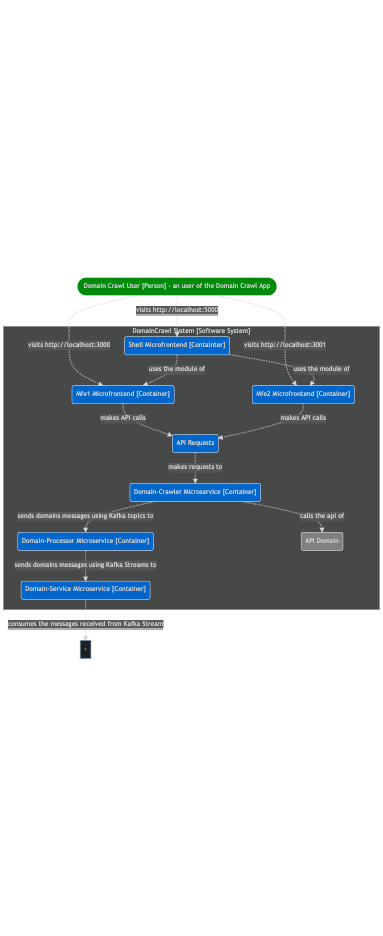 Domain Crawl User [Person] - an user of the Domain Crawl App
visits http://localhost:5000
DomainCrawl System [Software System]
visits http://localhost:3000
Shell Microfrontend [Containter]
visits http://localhost:3001
uses the module of
uses the module of
Mfe1 Microfrontend [Container]
Mfe2 Microfrontend [Container]
makes API calls
makes API calls
API Requests
makes requests to
Domain-Crawler Microservice [Container]
sends domains messages using Kafka topics to
calls the api of
Domain-Processor Microservice [Container]
API Domain
sends domains messages using Kafka Streams to
Domain-Service Microservice [Container]
consumes the messages received from Kafka Stream